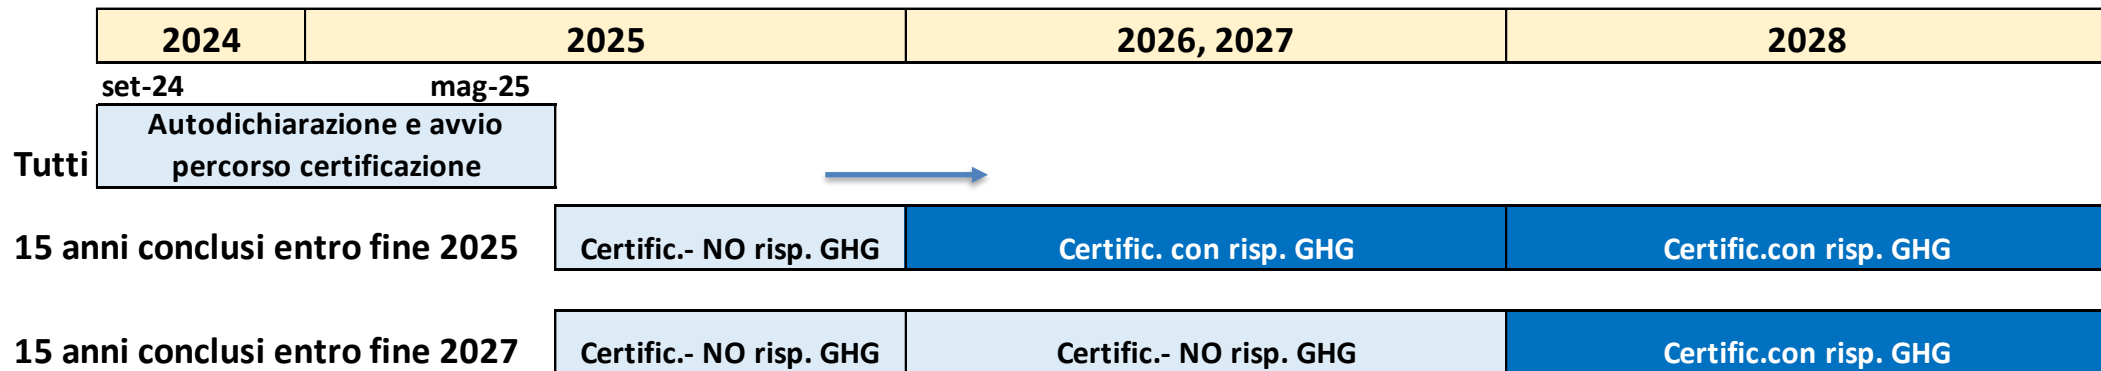 2024 2025 2026, 2027 2028
set-24 mag-25
Autodichiarazione e avvio
percorso certificazione
Tutti
15 anni conclusi entro fine 2025 Certific.- NO risp. GHG Certific. con risp. GHG Certific.con risp. GHG
15 anni conclusi entro fine 2027 Certific.- NO risp. GHG Certific.- NO risp. GHG Certific.con risp. GHG